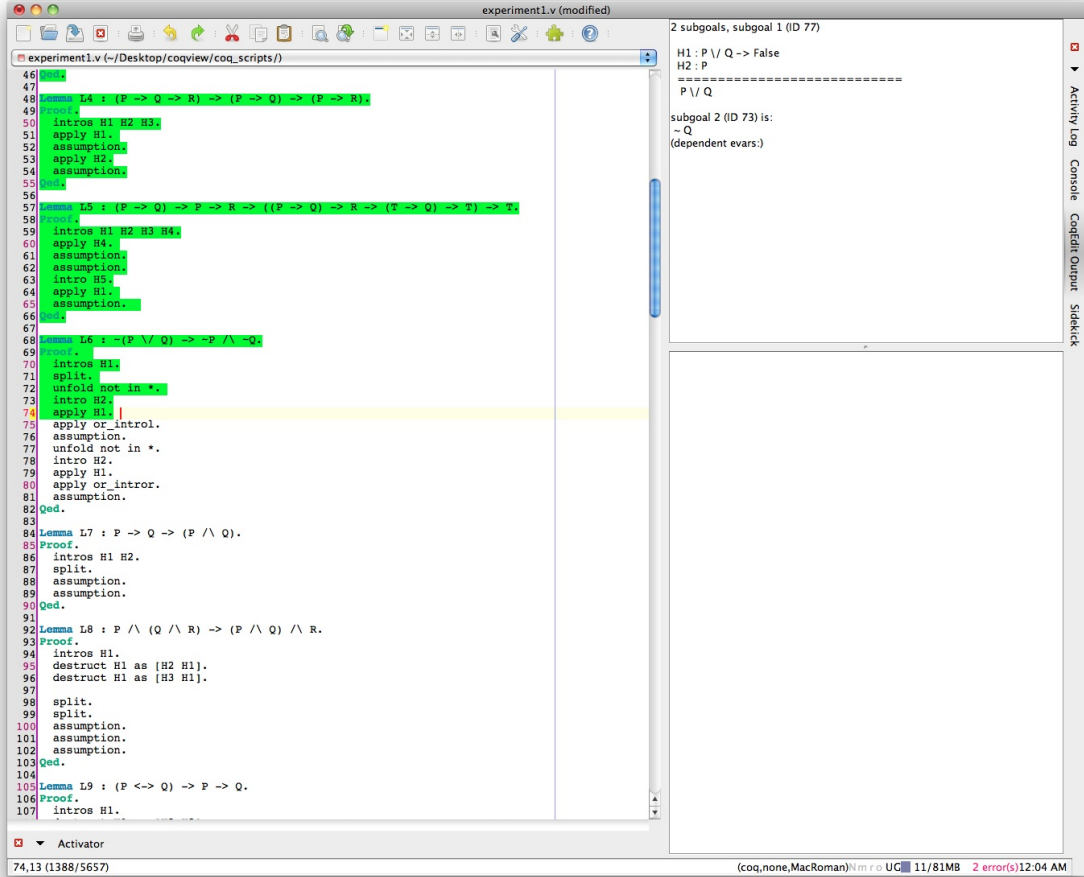 experiment1.v (modified)
experiment1.v (~/Desktop/coqview/coq_scripts/)
46 Qed.
47
48 Lemma L4 : (P -> Q -> R) -> (P -> Q) -> (P -> R).
49 Proof.
50 intros H1 H2 H3.
51 apply H1.
52 assumption.
53 apply H2.
54 assumption.
55 Qed.
56
57 Lemma L5 : (P -> Q) -> P -> R -> ((P -> Q) -> R -> (T -> Q) -> T) -> T.
58 Proof.
59 intros H1 H2 H3 H4.
60 apply H4.
61 assumption.
62 assumption.
63 intro H5.
64 apply H1.
65 assumption.
66 Qed.
67
68 Lemma L6 : ~(P \/ Q) -> ~P /\ ~Q.
69 Proof.
70 intros H1.
71 split.
72 unfold not in *.
73 intro H2.
74 apply H1.
75 apply or_introl.
76 assumption.
77 unfold not in *.
78 intro H2.
79 apply H1.
80 apply or_intror.
81 assumption.
82 Qed.
83
84 Lemma L7 : P -> Q -> (P /\ Q).
85 Proof.
86 intros H1 H2.
87 split.
88 assumption.
89 assumption.
90 Qed.
91
92 Lemma L8 : P /\ (Q /\ R) -> (P /\ Q) /\ R.
93 Proof.
94 intros H1.
95 destruct H1 as [H2 H1].
96 destruct H1 as [H3 H1].
97
98 split.
99 split.
100 assumption.
101 assumption.
102 assumption.
103 Qed.
104
105 Lemma L9 : (P <-> Q) -> P -> Q.
106 Proof.
107 intros H1.
2 subgoals, subgoal 1 (ID 77)
H1 : P \/ Q -> False
H2 : P
============================
P \/ Q
subgoal 2 (ID 73) is:
~ Q
(dependent evars:)
Activity Log
Console
CoqEdit Output
Sidekick
Activator
74,13 (1388/5657)
(coq,none,MacRoman)N m r o UG 11/81MB 2 error(s)12:04 AM